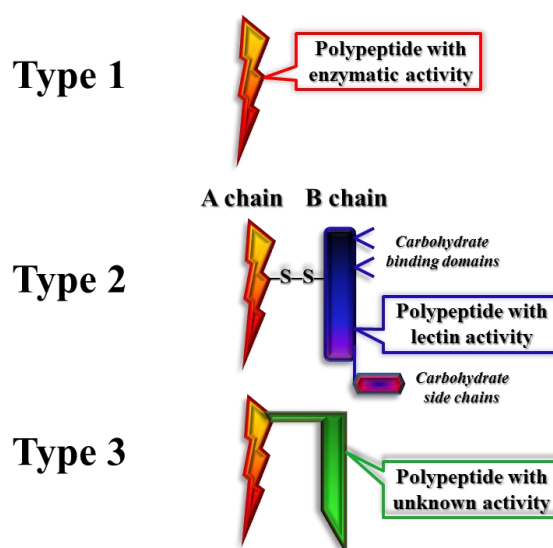 Type 1
Polypeptide with
enzymatic activity
A chain B chain
Type 2
S S
Carbohydrate
binding domains
Polypeptide with
lectin activity
Carbohydrate
side chains
Type 3
Polypeptide with
unknown activity